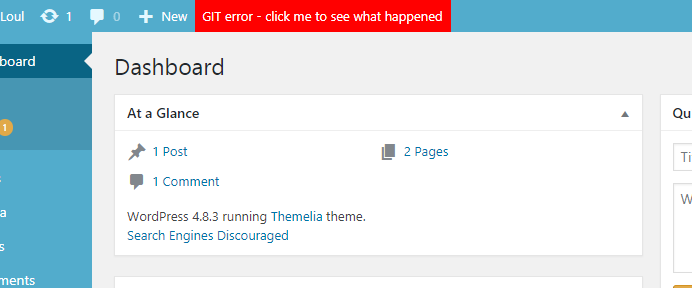 Loul 1 0 + New GIT error - click me to see what happened
board
Dashboard
1
At a Glance
1 Post
2 Pages
1 Comment
WordPress 4.8.3 running Themelia theme.
Search Engines Discouraged
Qu
Ti
W
s
a
s
ments